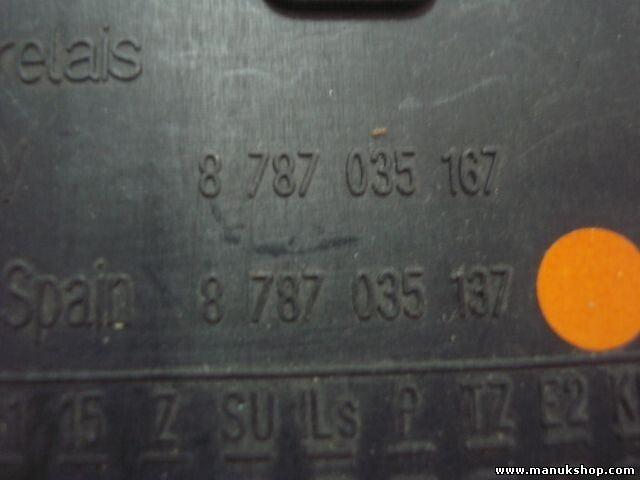 relais
8 787 035 167
Spain 8 787 035 137
15 Z SU Ls P TZ E2
www.manukshop.com